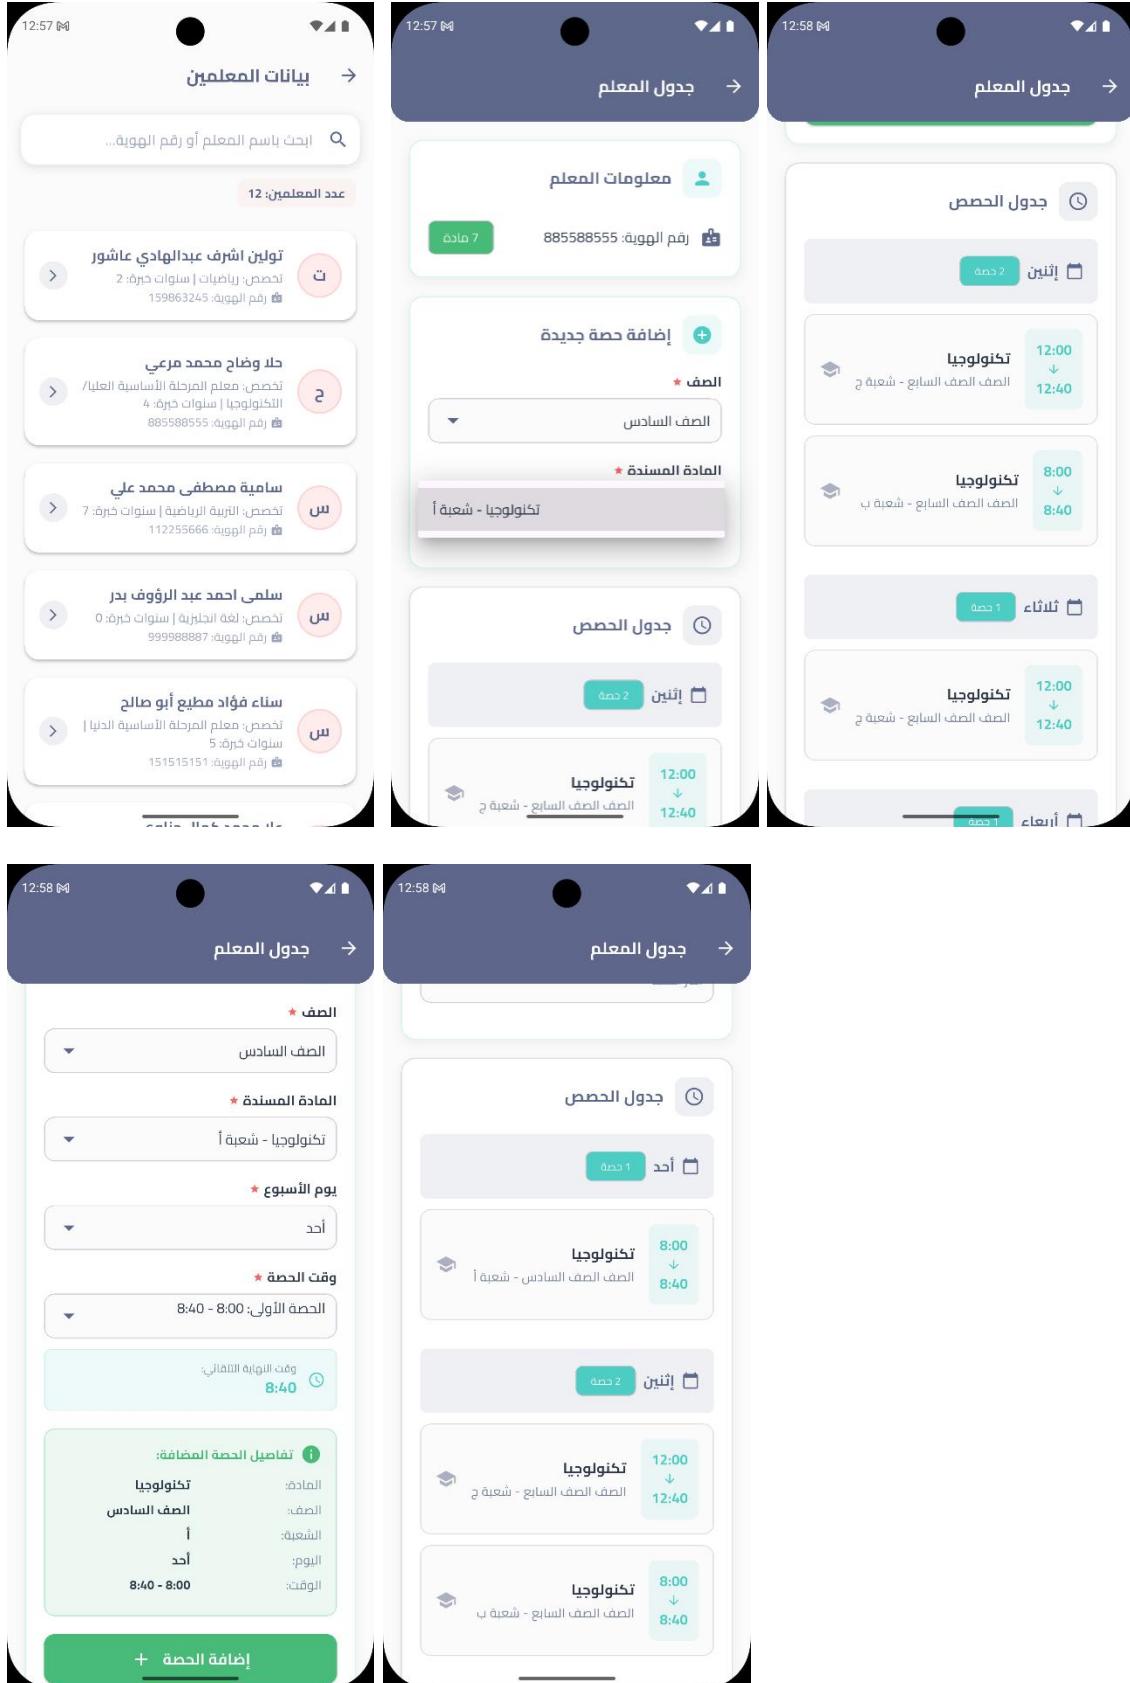 12:57
بيانات المعلمين
ابحث باسم المعلم أو رقم الهوية...
عدد المعلمين: 12
ت
تولين اشرف عبدالهادي عاشور
تخصص: رياضيات | سنوات خبرة: 2
رقم الهوية: 159863245
ح
حلا وضاح محمد مرعي
تخصص: معلم المرحلة الأساسية العليا/
التكنولوجيا | سنوات خبرة: 4
رقم الهوية: 885588555
س
سامية مصطفى محمد علي
تخصص: التربية الرياضية | سنوات خبرة: 7
رقم الهوية: 112255666
س
سلمى احمد عبد الرؤوف بدر
تخصص: لغة انجليزية | سنوات خبرة: 0
رقم الهوية: 999988887
س
سناء فؤاد مطيع أبو صالح
تخصص: معلم المرحلة الأساسية الدنيا |
سنوات خبرة: 5
رقم الهوية: 151515151
12:57
جدول المعلم
معلومات المعلم
رقم الهوية: 885588555
7 مادة
إضافة حصة جديدة
الصف *
الصف السادس
المادة المسندة *
تكنولوجيا - شعبة أ
جدول الحصص
إثنين
2 حصة
12:00
12:40
تكنولوجيا
الصف الصف السابع - شعبة ج
12:58
جدول المعلم
جدول الحصص
إثنين
2 حصة
12:00
12:40
تكنولوجيا
الصف الصف السابع - شعبة ج
8:00
8:40
تكنولوجيا
الصف الصف السابع - شعبة ب
ثلاثاء
1 حصة
12:00
12:40
تكنولوجيا
الصف الصف السابع - شعبة ج
أربعاء
1 حصة
12:58
جدول المعلم
الصف *
الصف السادس
المادة المسندة *
تكنولوجيا - شعبة أ
يوم الأسبوع *
أحد
وقت الحصة *
الحصة الأولى: 8:00 - 8:40
وقت النهاية التلقائي:
8:40
تفاصيل الحصة المضافة:
المادة: تكنولوجيا
الصف: الصف السادس
الشعبة: أ
اليوم: أحد
الوقت: 8:00 - 8:40
إضافة الحصة +
12:58
جدول المعلم
جدول الحصص
أحد
1 حصة
8:00
8:40
تكنولوجيا
الصف الصف السادس - شعبة أ
إثنين
2 حصة
12:00
12:40
تكنولوجيا
الصف الصف السابع - شعبة ج
8:00
8:40
تكنولوجيا
الصف الصف السابع - شعبة ب